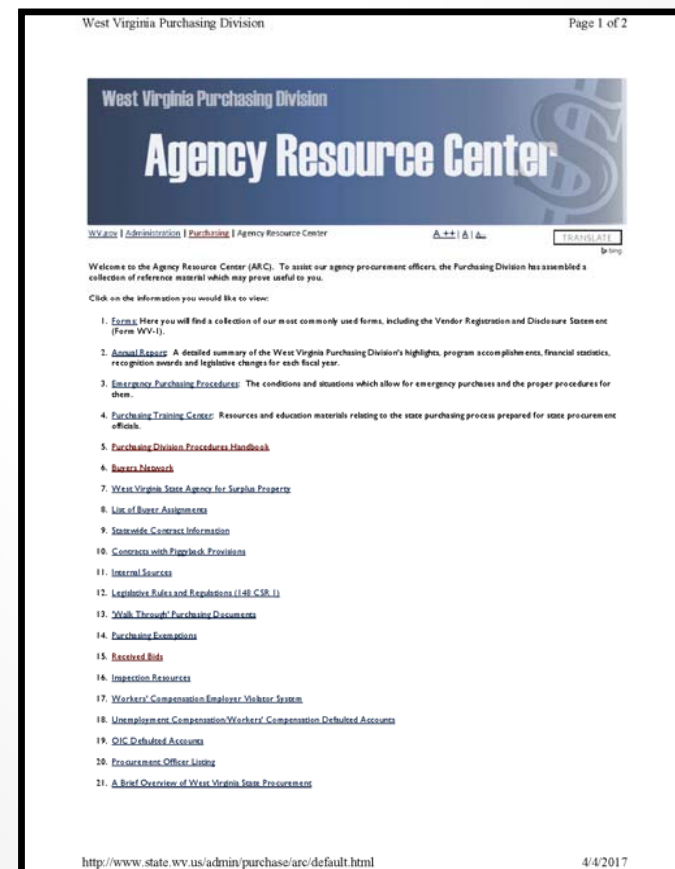 West Virginia Purchasing Division Page 1 of 2
West Virginia Purchasing Division
Agency Resource Center
WV.gov | Administration | Purchasing | Agency Resource Center A ++ | A | A-- TRANSLATE
bing
Welcome to the Agency Resource Center (ARC). To assist our agency procurement officers, the Purchasing Division has assembled a
collection of reference material which may prove useful to you.
Click on the information you would like to view:
1. Forms: Here you will find a collection of our most commonly used forms, including the Vendor Registration and Disclosure Statement
(Form WV-1).
2. Annual Report: A detailed summary of the West Virginia Purchasing Division's highlights, program accomplishments, financial statistics,
recognition awards and legislative changes for each fiscal year.
3. Emergency Purchasing Procedures: The conditions and situations which allow for emergency purchases and the proper procedures for
them.
4. Purchasing Training Center: Resources and education materials relating to the state purchasing process prepared for state procurement
officials.
5. Purchasing Division Procedures Handbook
6. Buyers Network
7. West Virginia State Agency for Surplus Property
8. List of Buyer Assignments
9. Statewide Contract Information
10. Contracts with Piggyback Provisions
11. Internal Sources
12. Legislative Rules and Regulations (148 CSR 1)
13. 'Walk Through' Purchasing Documents
14. Purchasing Exemptions
15. Received Bids
16. Inspection Resources
17. Workers' Compensation Employer Violator System
18. Unemployment Compensation/Workers' Compensation Defaulted Accounts
19. OIC Defaulted Accounts
20. Procurement Officer Listing
21. A Brief Overview of West Virginia State Procurement
http://www.state.wv.us/admin/purchase/arc/default.html 4/4/2017